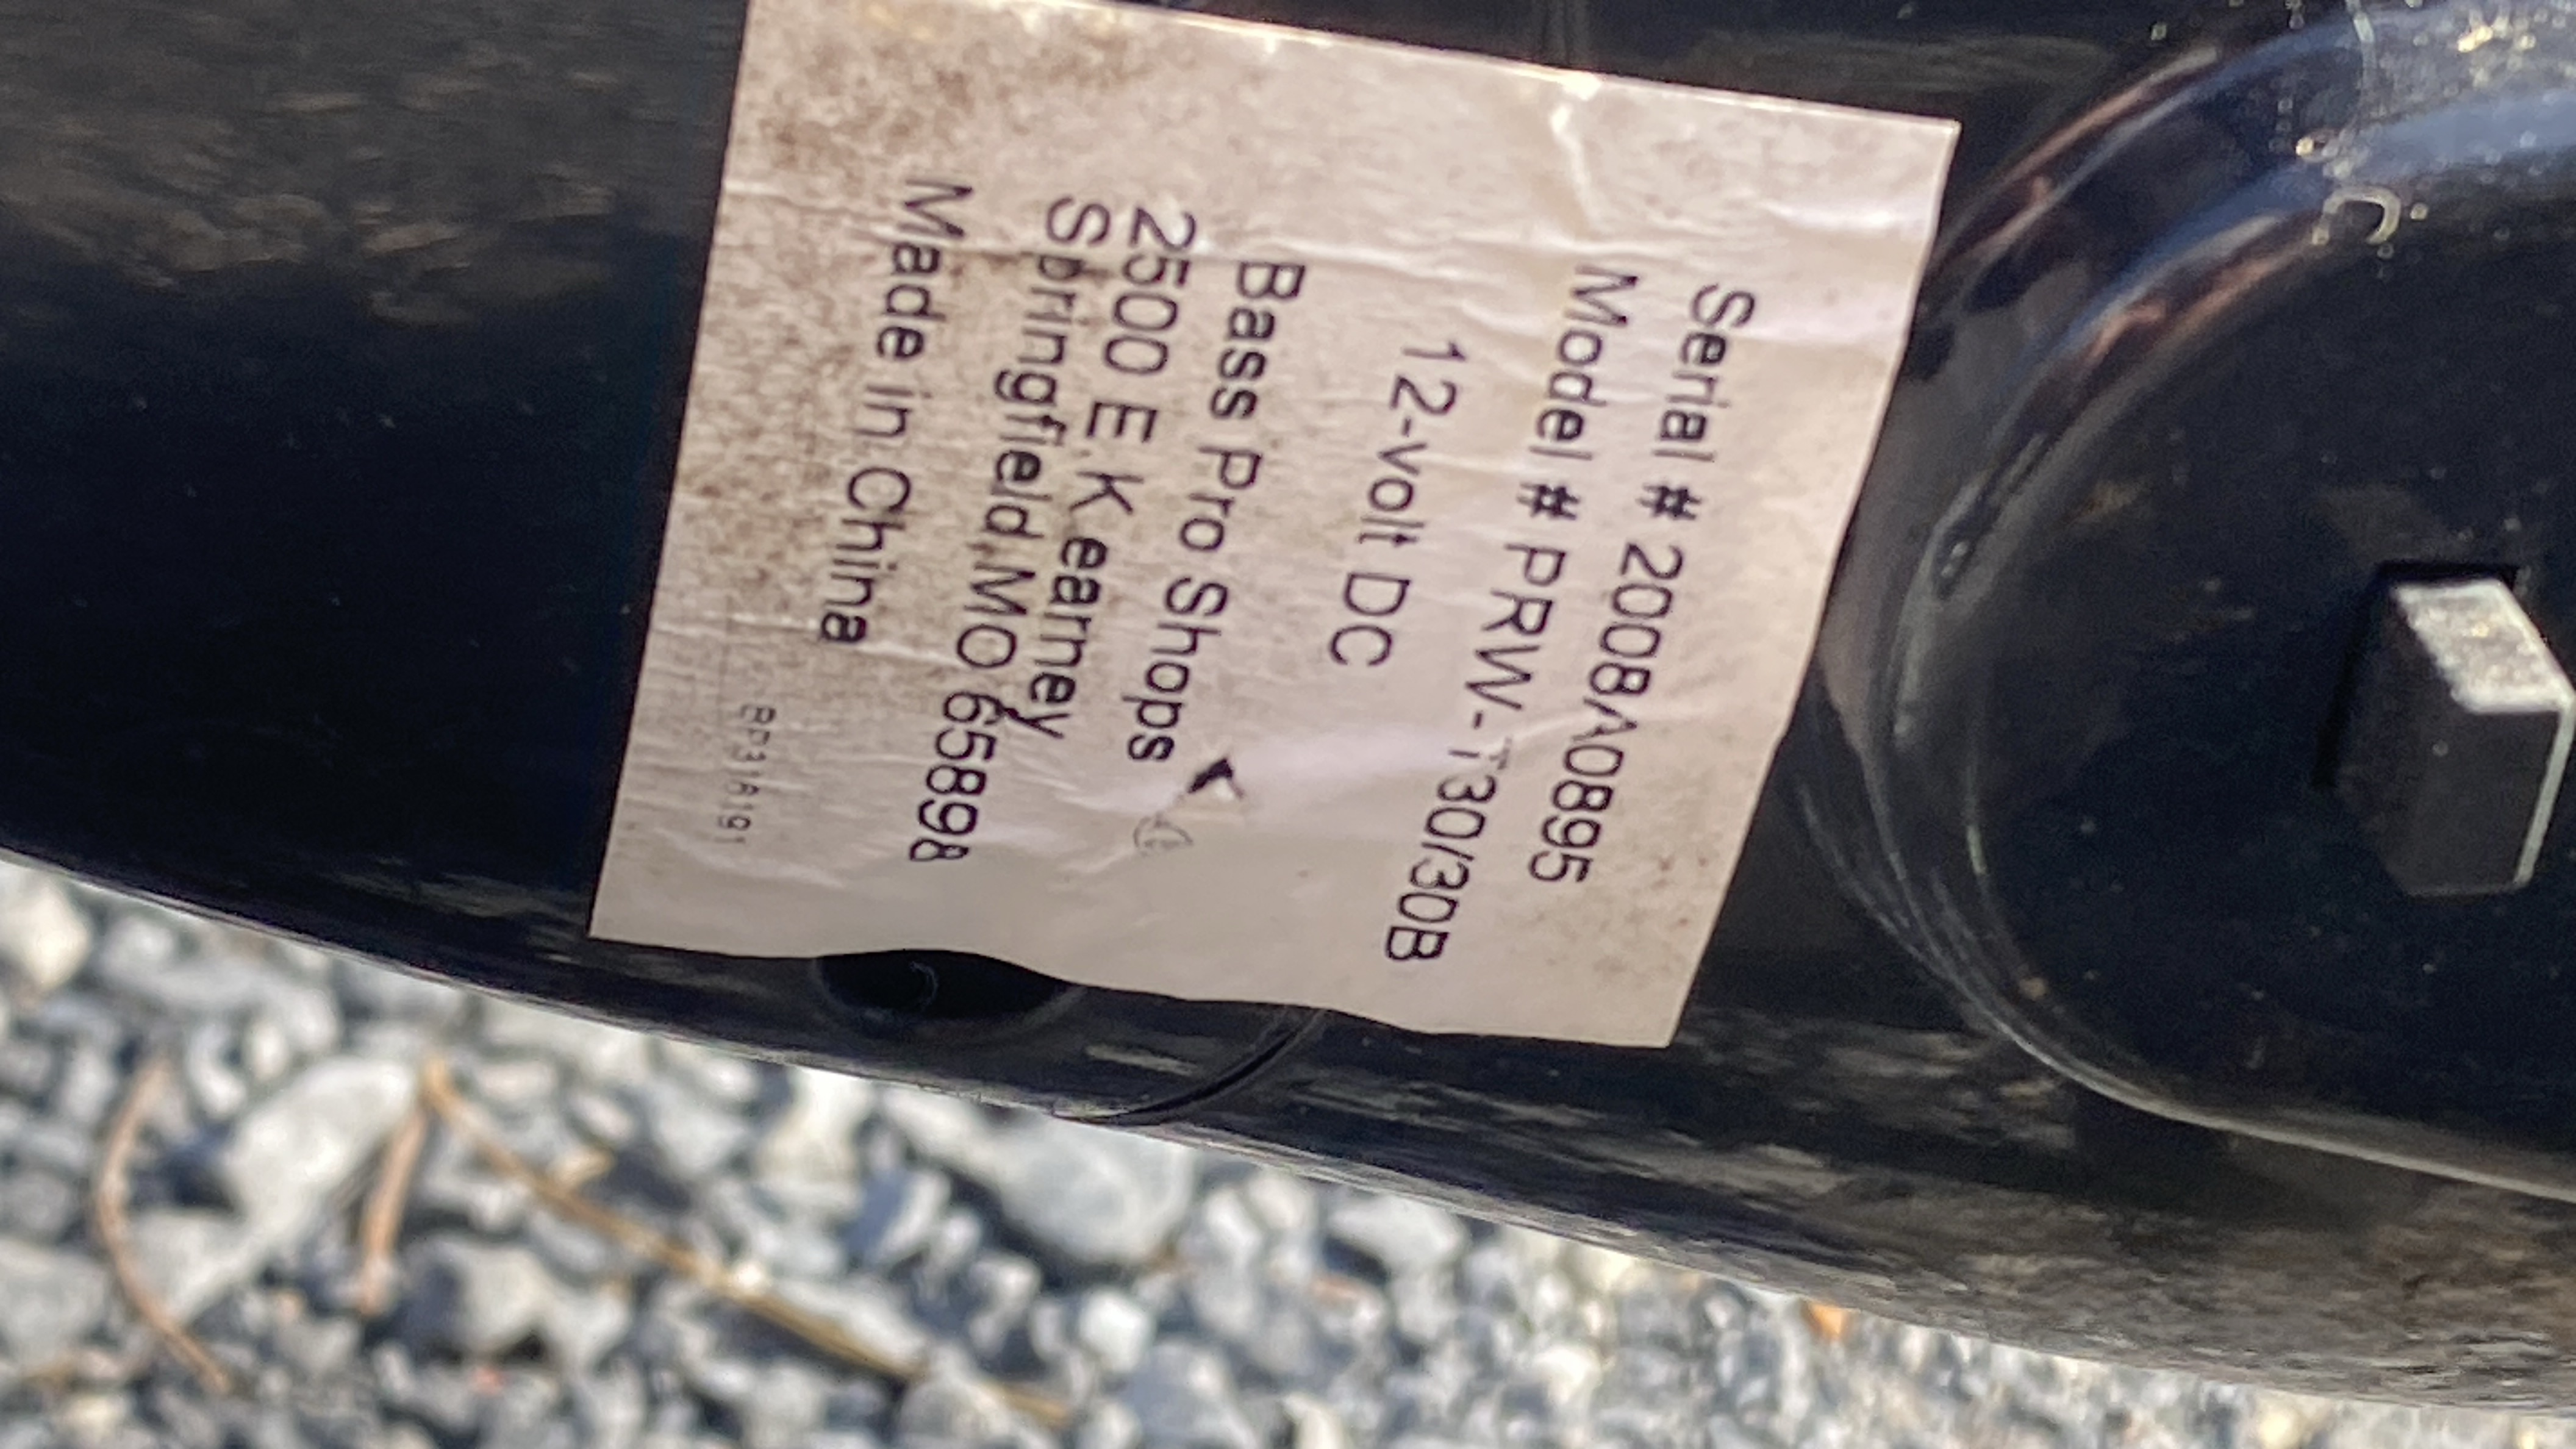 Serial # 2008A0895
Model # PRW-T30/30B
12-volt DC
Bass Pro Shops
2500 E K earney
Springfield,MO 65898
Made in China